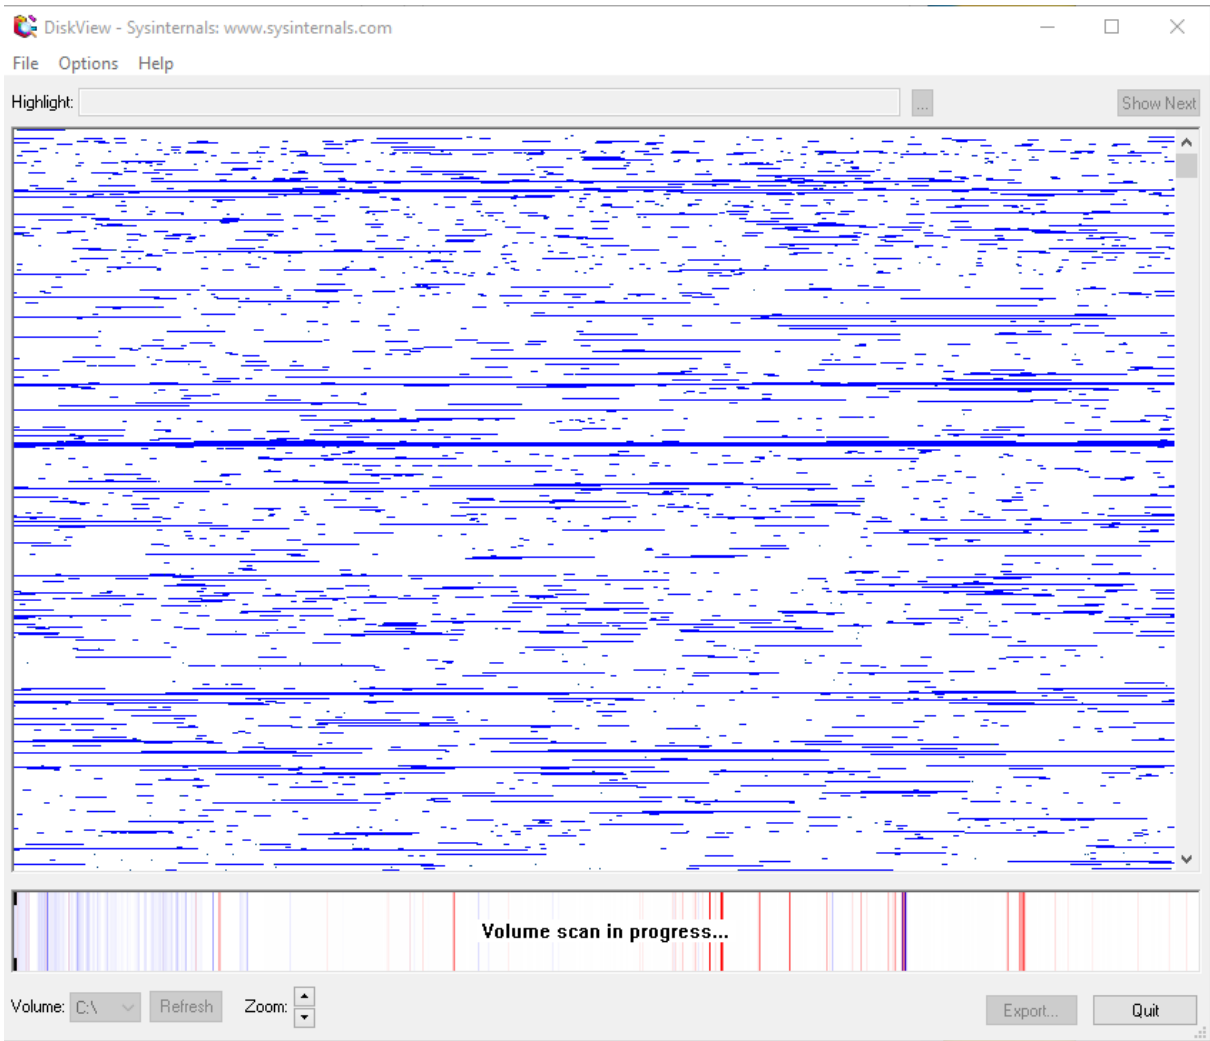 DiskView - Sysinternals: www.sysinternals.com
File Options Help
Highlight: ... Show Next
Volume scan in progress...
Volume: C:\ Refresh Zoom: Export... Quit